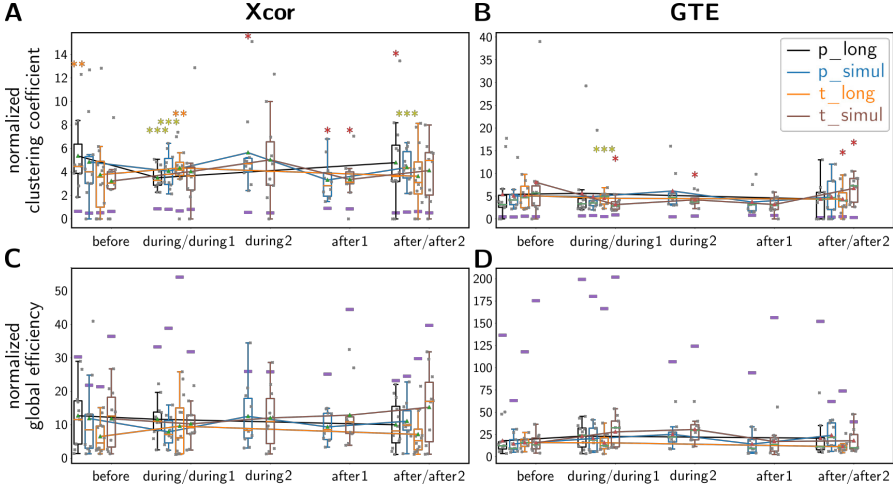 A Xcor B GTE
normalized
clustering coefficient
14
12
10
8
6
4
2
0
** *** *** ** * * * * ***
before during/during1 during2 after1 after/after2
40
35
30
25
20
15
10
5
0
*** * * * *
p_long
p_simul
t_long
t_simul
before during/during1 during2 after1 after/after2
C D
normalized
global efficiency
50
40
30
20
10
0
before during/during1 during2 after1 after/after2
200
175
150
125
100
75
50
25
0
before during/during1 during2 after1 after/after2